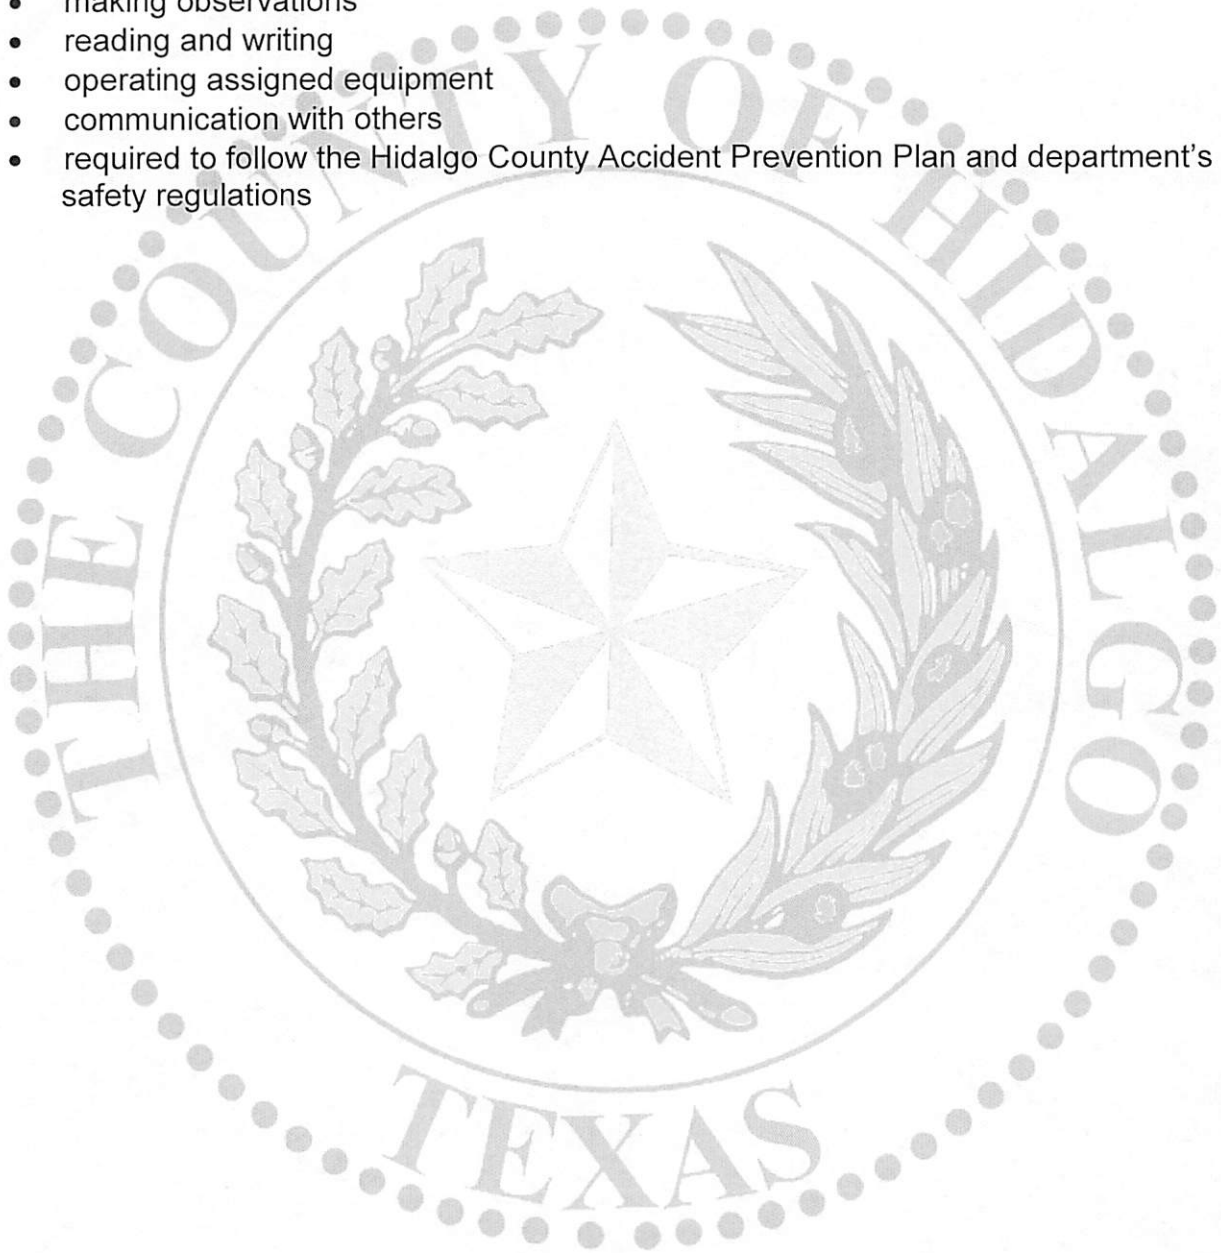 • making observations
• reading and writing
• operating assigned equipment
• communication with others
• required to follow the Hidalgo County Accident Prevention Plan and department's
safety regulations
THE COUNTY OF HIDALGO
TEXAS